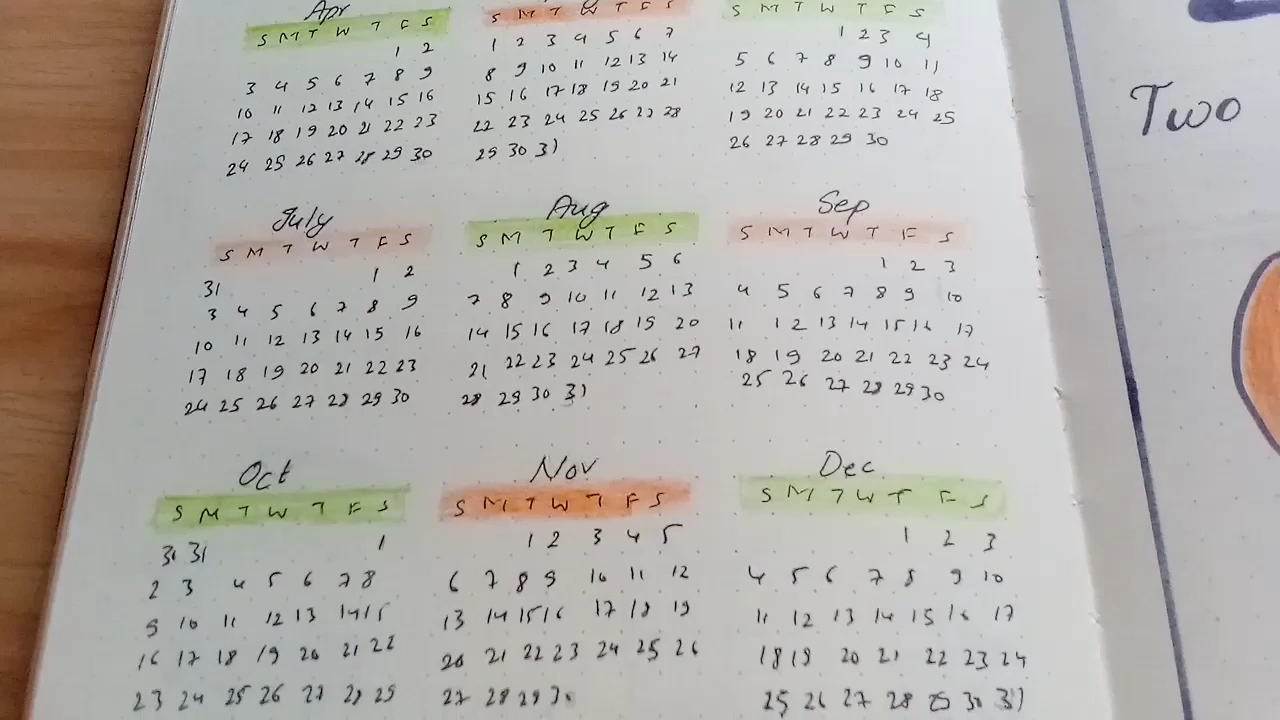 Apr
S M T W T F S
1 2
3 4 5 6 7 8 9
10 11 12 13 14 15 16
17 18 19 20 21 22 23
24 25 26 27 28 29 30
S M T W T F S
1 2 3 4 5 6 7
8 9 10 11 12 13 14
15 16 17 18 19 20 21
22 23 24 25 26 27 28
29 30 31
S M T W T F S
1 2 3 4
5 6 7 8 9 10 11
12 13 14 15 16 17 18
19 20 21 22 23 24 25
26 27 28 29 30
July
S M T W T F S
31 1 2
3 4 5 6 7 8 9
10 11 12 13 14 15 16
17 18 19 20 21 22 23
24 25 26 27 28 29 30
Aug
S M T W T F S
1 2 3 4 5 6
7 8 9 10 11 12 13
14 15 16 17 18 19 20
21 22 23 24 25 26 27
28 29 30 31
Sep
S M T W T F S
1 2 3
4 5 6 7 8 9 10
11 12 13 14 15 16 17
18 19 20 21 22 23 24
25 26 27 28 29 30
Oct
S M T W T F S
31 1
2 3 4 5 6 7 8
9 10 11 12 13 14 15
16 17 18 19 20 21 22
23 24 25 26 27 28 29
Nov
S M T W T F S
1 2 3 4 5
6 7 8 9 10 11 12
13 14 15 16 17 18 19
20 21 22 23 24 25 26
27 28 29 30
Dec
S M T W T F S
1 2 3
4 5 6 7 8 9 10
11 12 13 14 15 16 17
18 19 20 21 22 23 24
25 26 27 28 30 31
Two